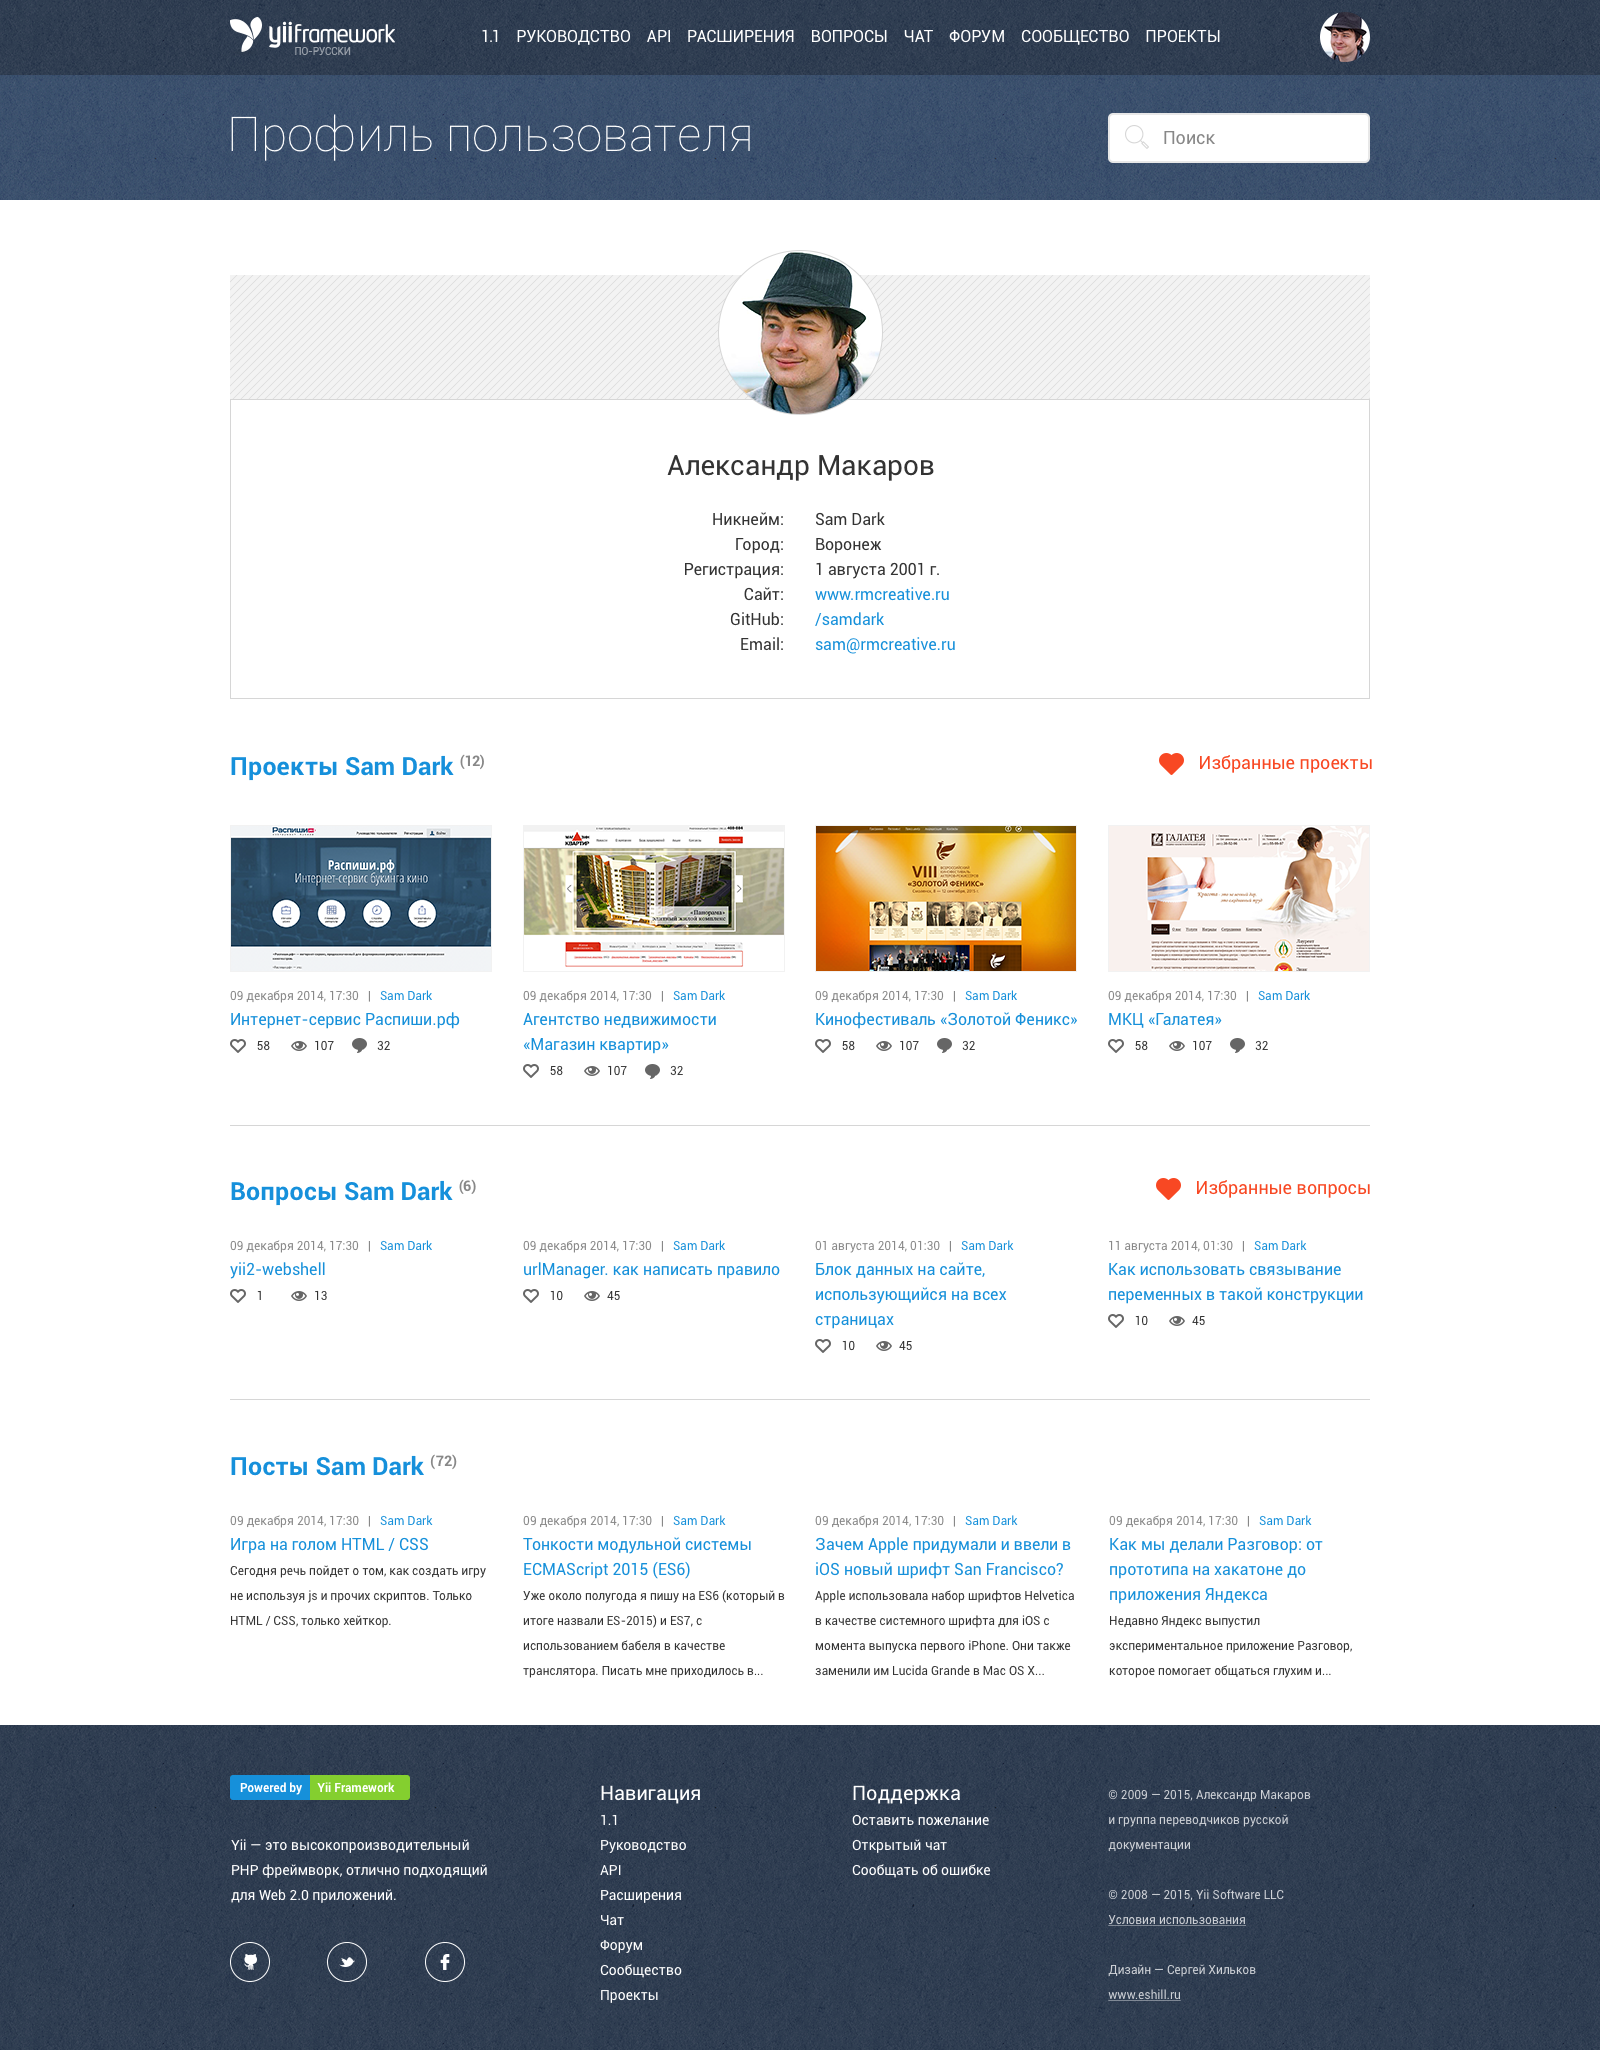 yiiframework
ПО-РУССКИ
1.1 РУКОВОДСТВО API РАСШИРЕНИЯ ВОПРОСЫ ЧАТ ФОРУМ СООБЩЕСТВО ПРОЕКТЫ
Профиль пользователя
Поиск
Александр Макаров
Никнейм: Sam Dark
Город: Воронеж
Регистрация: 1 августа 2001 г.
Сайт: www.rmcreative.ru
GitHub: /samdark
Email: sam@rmcreative.ru
Проекты Sam Dark (12)
Избранные проекты
Распиши.рф
Интернет-сервис букинга кино
МАГАЗИН
КВАРТИР
«Панорама»
VIII
«ЗОЛОТОЙ ФЕНИКС»
ГАЛАТЕЯ
09 декабря 2014, 17:30 | Sam Dark
Интернет-сервис Распиши.рф
58 107 32
09 декабря 2014, 17:30 | Sam Dark
Агентство недвижимости
«Магазин квартир»
58 107 32
09 декабря 2014, 17:30 | Sam Dark
Кинофестиваль «Золотой Феникс»
58 107 32
09 декабря 2014, 17:30 | Sam Dark
МКЦ «Галатея»
58 107 32
Вопросы Sam Dark (6)
Избранные вопросы
09 декабря 2014, 17:30 | Sam Dark
yii2-webshell
1 13
09 декабря 2014, 17:30 | Sam Dark
urlManager. как написать правило
10 45
01 августа 2014, 01:30 | Sam Dark
Блок данных на сайте,
использующийся на всех
страницах
10 45
11 августа 2014, 01:30 | Sam Dark
Как использовать связывание
переменных в такой конструкции
10 45
Посты Sam Dark (72)
09 декабря 2014, 17:30 | Sam Dark
Игра на голом HTML / CSS
Сегодня речь пойдет о том, как создать игру
не используя js и прочих скриптов. Только
HTML / CSS, только хейткор.
09 декабря 2014, 17:30 | Sam Dark
Тонкости модульной системы
ECMAScript 2015 (ES6)
Уже около полугода я пишу на ES6 (который в
итоге назвали ES-2015) и ES7, с
использованием бабеля в качестве
транслятора. Писать мне приходилось в...
09 декабря 2014, 17:30 | Sam Dark
Зачем Apple придумали и ввели в
iOS новый шрифт San Francisco?
Apple использовала набор шрифтов Helvetica
в качестве системного шрифта для iOS с
момента выпуска первого iPhone. Они также
заменили им Lucida Grande в Mac OS X...
09 декабря 2014, 17:30 | Sam Dark
Как мы делали Разговор: от
прототипа на хакатоне до
приложения Яндекса
Недавно Яндекс выпустил
экспериментальное приложение Разговор,
которое помогает общаться глухим и...
Powered by Yii Framework
Yii — это высокопроизводительный
PHP фреймворк, отлично подходящий
для Web 2.0 приложений.
Навигация
1.1
Руководство
API
Расширения
Чат
Форум
Сообщество
Проекты
Поддержка
Оставить пожелание
Открытый чат
Сообщать об ошибке
© 2009 — 2015, Александр Макаров
и группа переводчиков русской
документации
© 2008 — 2015, Yii Software LLC
Условия использования
Дизайн — Сергей Хильков
www.eshill.ru